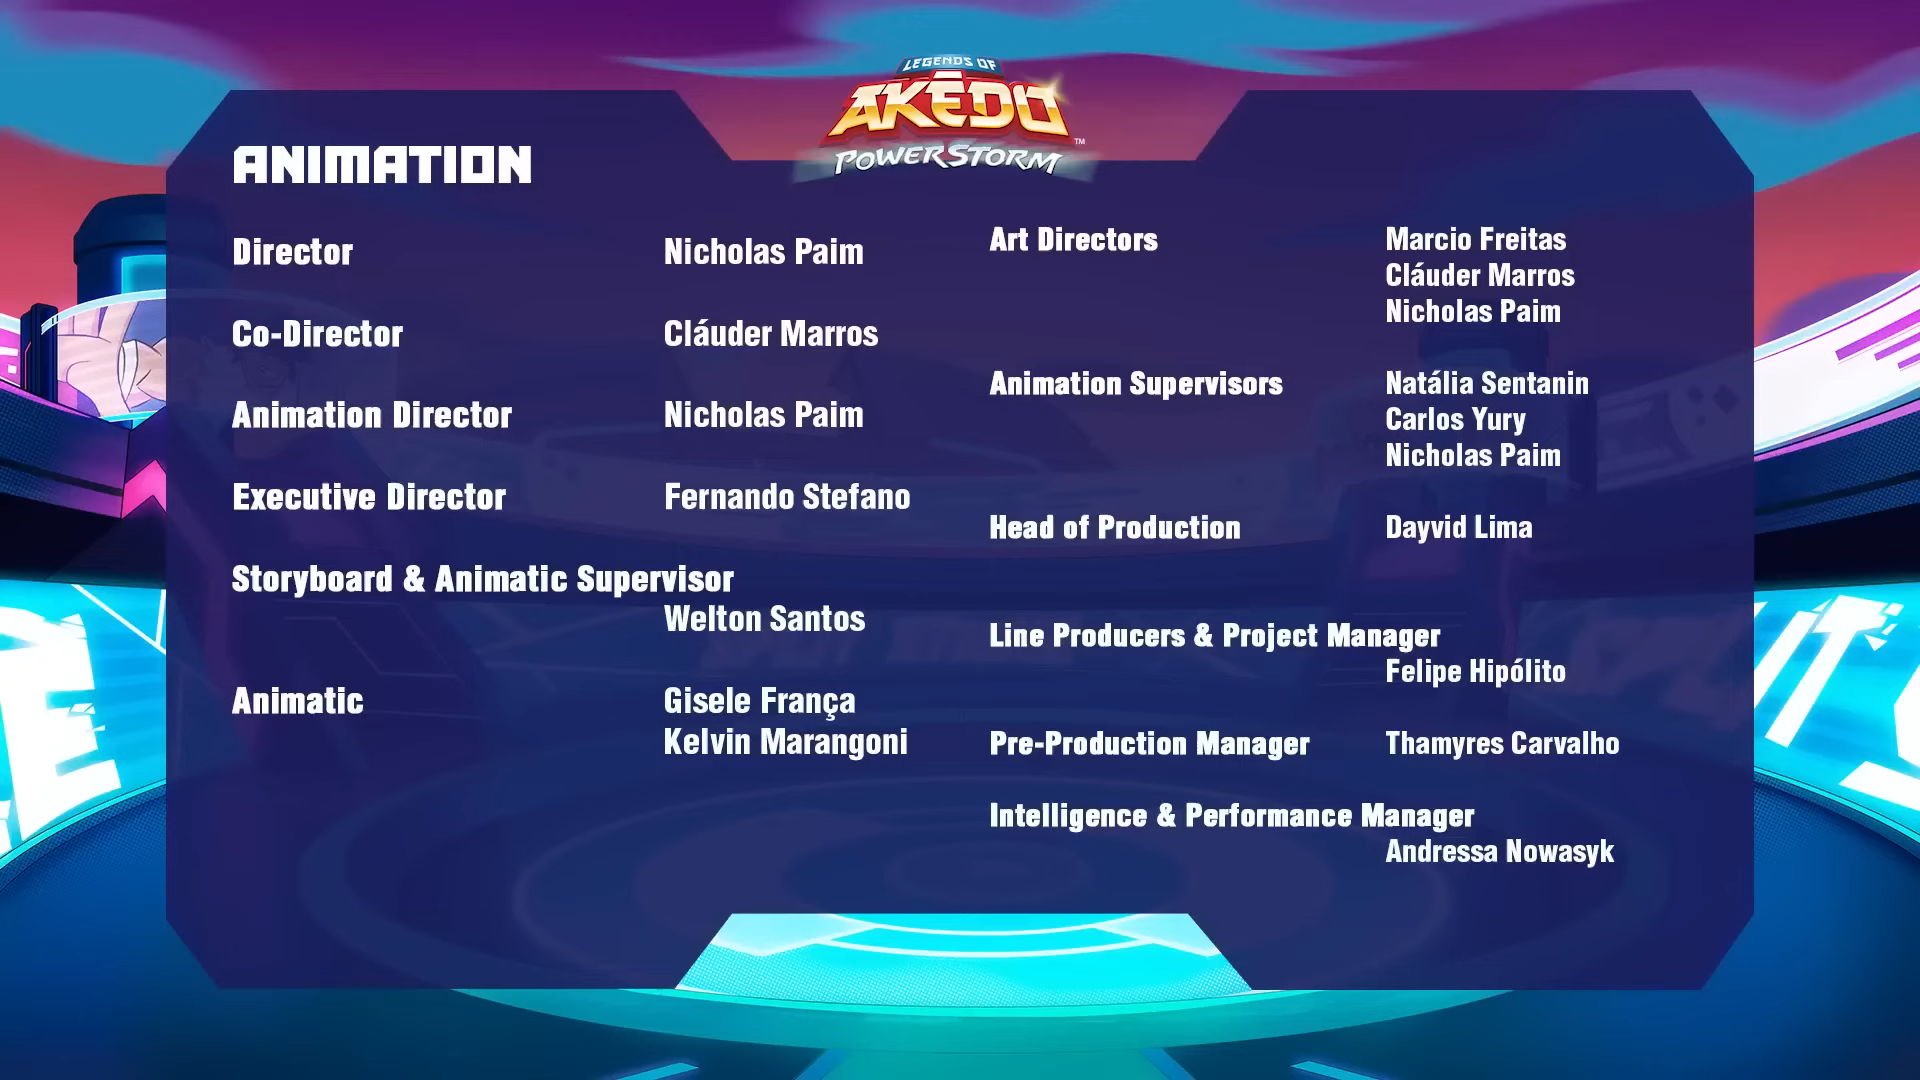 LEGENDS OF
AKEDO
POWERSTORM
TM
ANIMATION
Director Nicholas Paim
Co-Director Cláuder Marros
Animation Director Nicholas Paim
Executive Director Fernando Stefano
Storyboard & Animatic Supervisor
Welton Santos
Animatic Gisele França
Kelvin Marangoni
Art Directors Marcio Freitas
Cláuder Marros
Nicholas Paim
Animation Supervisors Natália Sentanin
Carlos Yury
Nicholas Paim
Head of Production Dayvid Lima
Line Producers & Project Manager
Felipe Hipólito
Pre-Production Manager Thamyres Carvalho
Intelligence & Performance Manager
Andressa Nowasyk